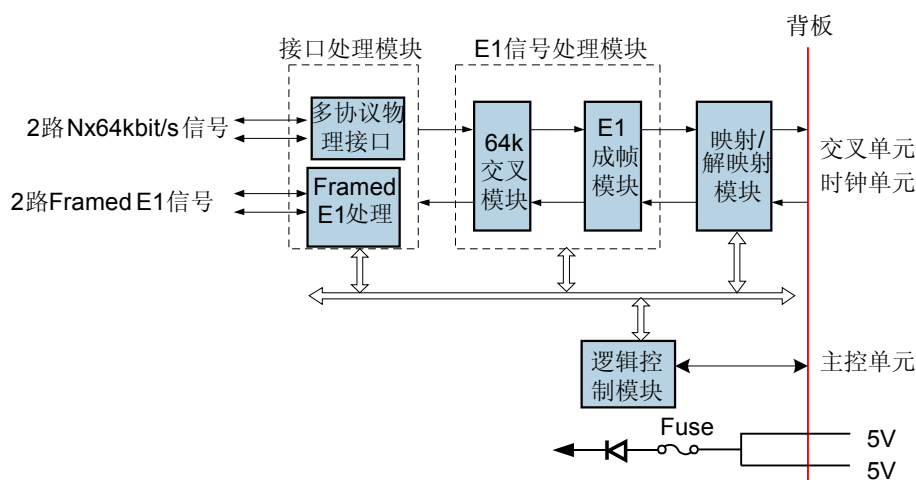 背板
接口处理模块
E1信号处理模块
2路Nx64kbit/s 信号
多协议物
理接口
64k
交叉
模块
E1
成帧
模块
映射/
解映射
模块
交叉单元
时钟单元
2路Framed E1信号
Framed
E1处理
逻辑控
制模块
主控单元
Fuse
5V
5V